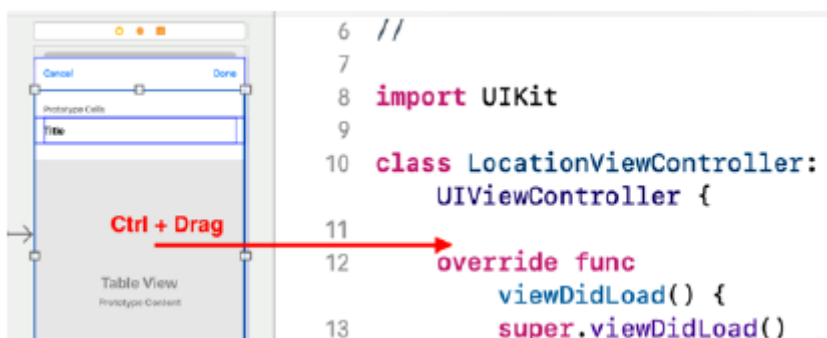 Cancel Done
Prototype Cells
Title
Ctrl + Drag
Table View
Prototype Content
6 //
7
8 import UIKit
9
10 class LocationViewController:
UIViewController {
11
12 override func
viewDidLoad() {
13 super.viewDidLoad()